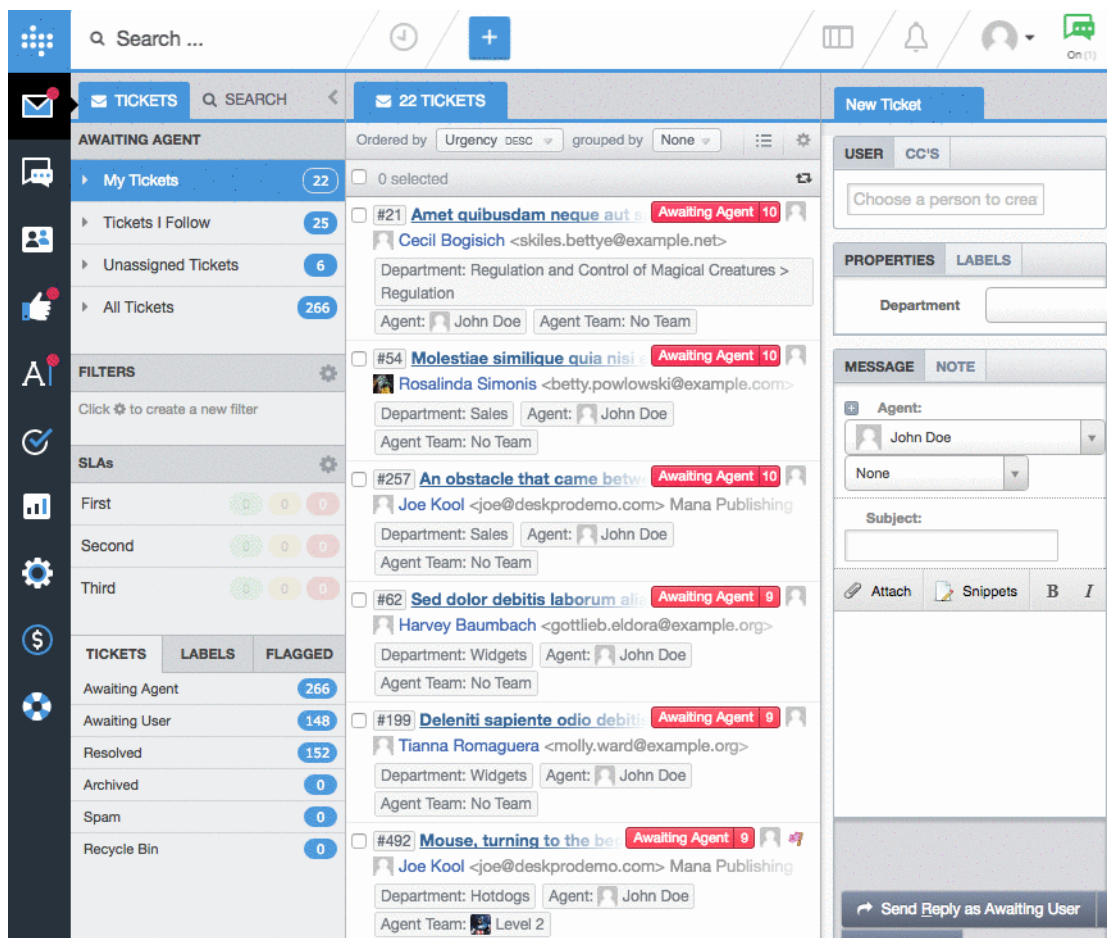 Search ...
+
On (1)
TICKETS
SEARCH
AWAITING AGENT
My Tickets 22
Tickets I Follow 25
Unassigned Tickets 6
All Tickets 266
FILTERS
Click to create a new filter
SLAs
First 0 0 0
Second 0 0 0
Third 0 0 0
TICKETS LABELS FLAGGED
Awaiting Agent 266
Awaiting User 148
Resolved 152
Archived 0
Spam 0
Recycle Bin 0
22 TICKETS
Ordered by Urgency DESC grouped by None
0 selected
#21 Amet quibusdam neque aut Awaiting Agent 10
Cecil Bogisich <skiles.bettye@example.net>
Department: Regulation and Control of Magical Creatures >
Regulation
Agent: John Doe Agent Team: No Team
#54 Molestiae similique quia nisi Awaiting Agent 10
Rosalinda Simonis <betty.powlowski@example.com>
Department: Sales Agent: John Doe
Agent Team: No Team
#257 An obstacle that came betw Awaiting Agent 10
Joe Kool <joe@deskprodemo.com> Mana Publishing
Department: Sales Agent: John Doe
Agent Team: No Team
#62 Sed dolor debitis laborum ali Awaiting Agent 9
Harvey Baumbach <gottlieb.eldora@example.org>
Department: Widgets Agent: John Doe
Agent Team: No Team
#199 Deleniti sapiente odio debiti Awaiting Agent 9
Tianna Romaguera <molly.ward@example.org>
Department: Widgets Agent: John Doe
Agent Team: No Team
#492 Mouse, turning to the be Awaiting Agent 9
Joe Kool <joe@deskprodemo.com> Mana Publishing
Department: Hotdogs Agent: John Doe
Agent Team: Level 2
New Ticket
USER CC'S
Choose a person to crea
PROPERTIES LABELS
Department
MESSAGE NOTE
Agent:
John Doe
None
Subject:
Attach Snippets B I
Send Reply as Awaiting User